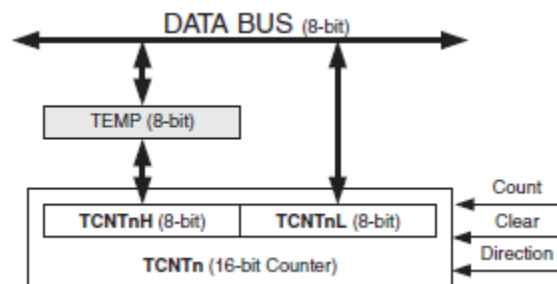 DATA BUS (8-bit)
TEMP (8-bit)
TCNTnH (8-bit) TCNTnL (8-bit)
TCNTn (16-bit Counter)
Count
Clear
Direction